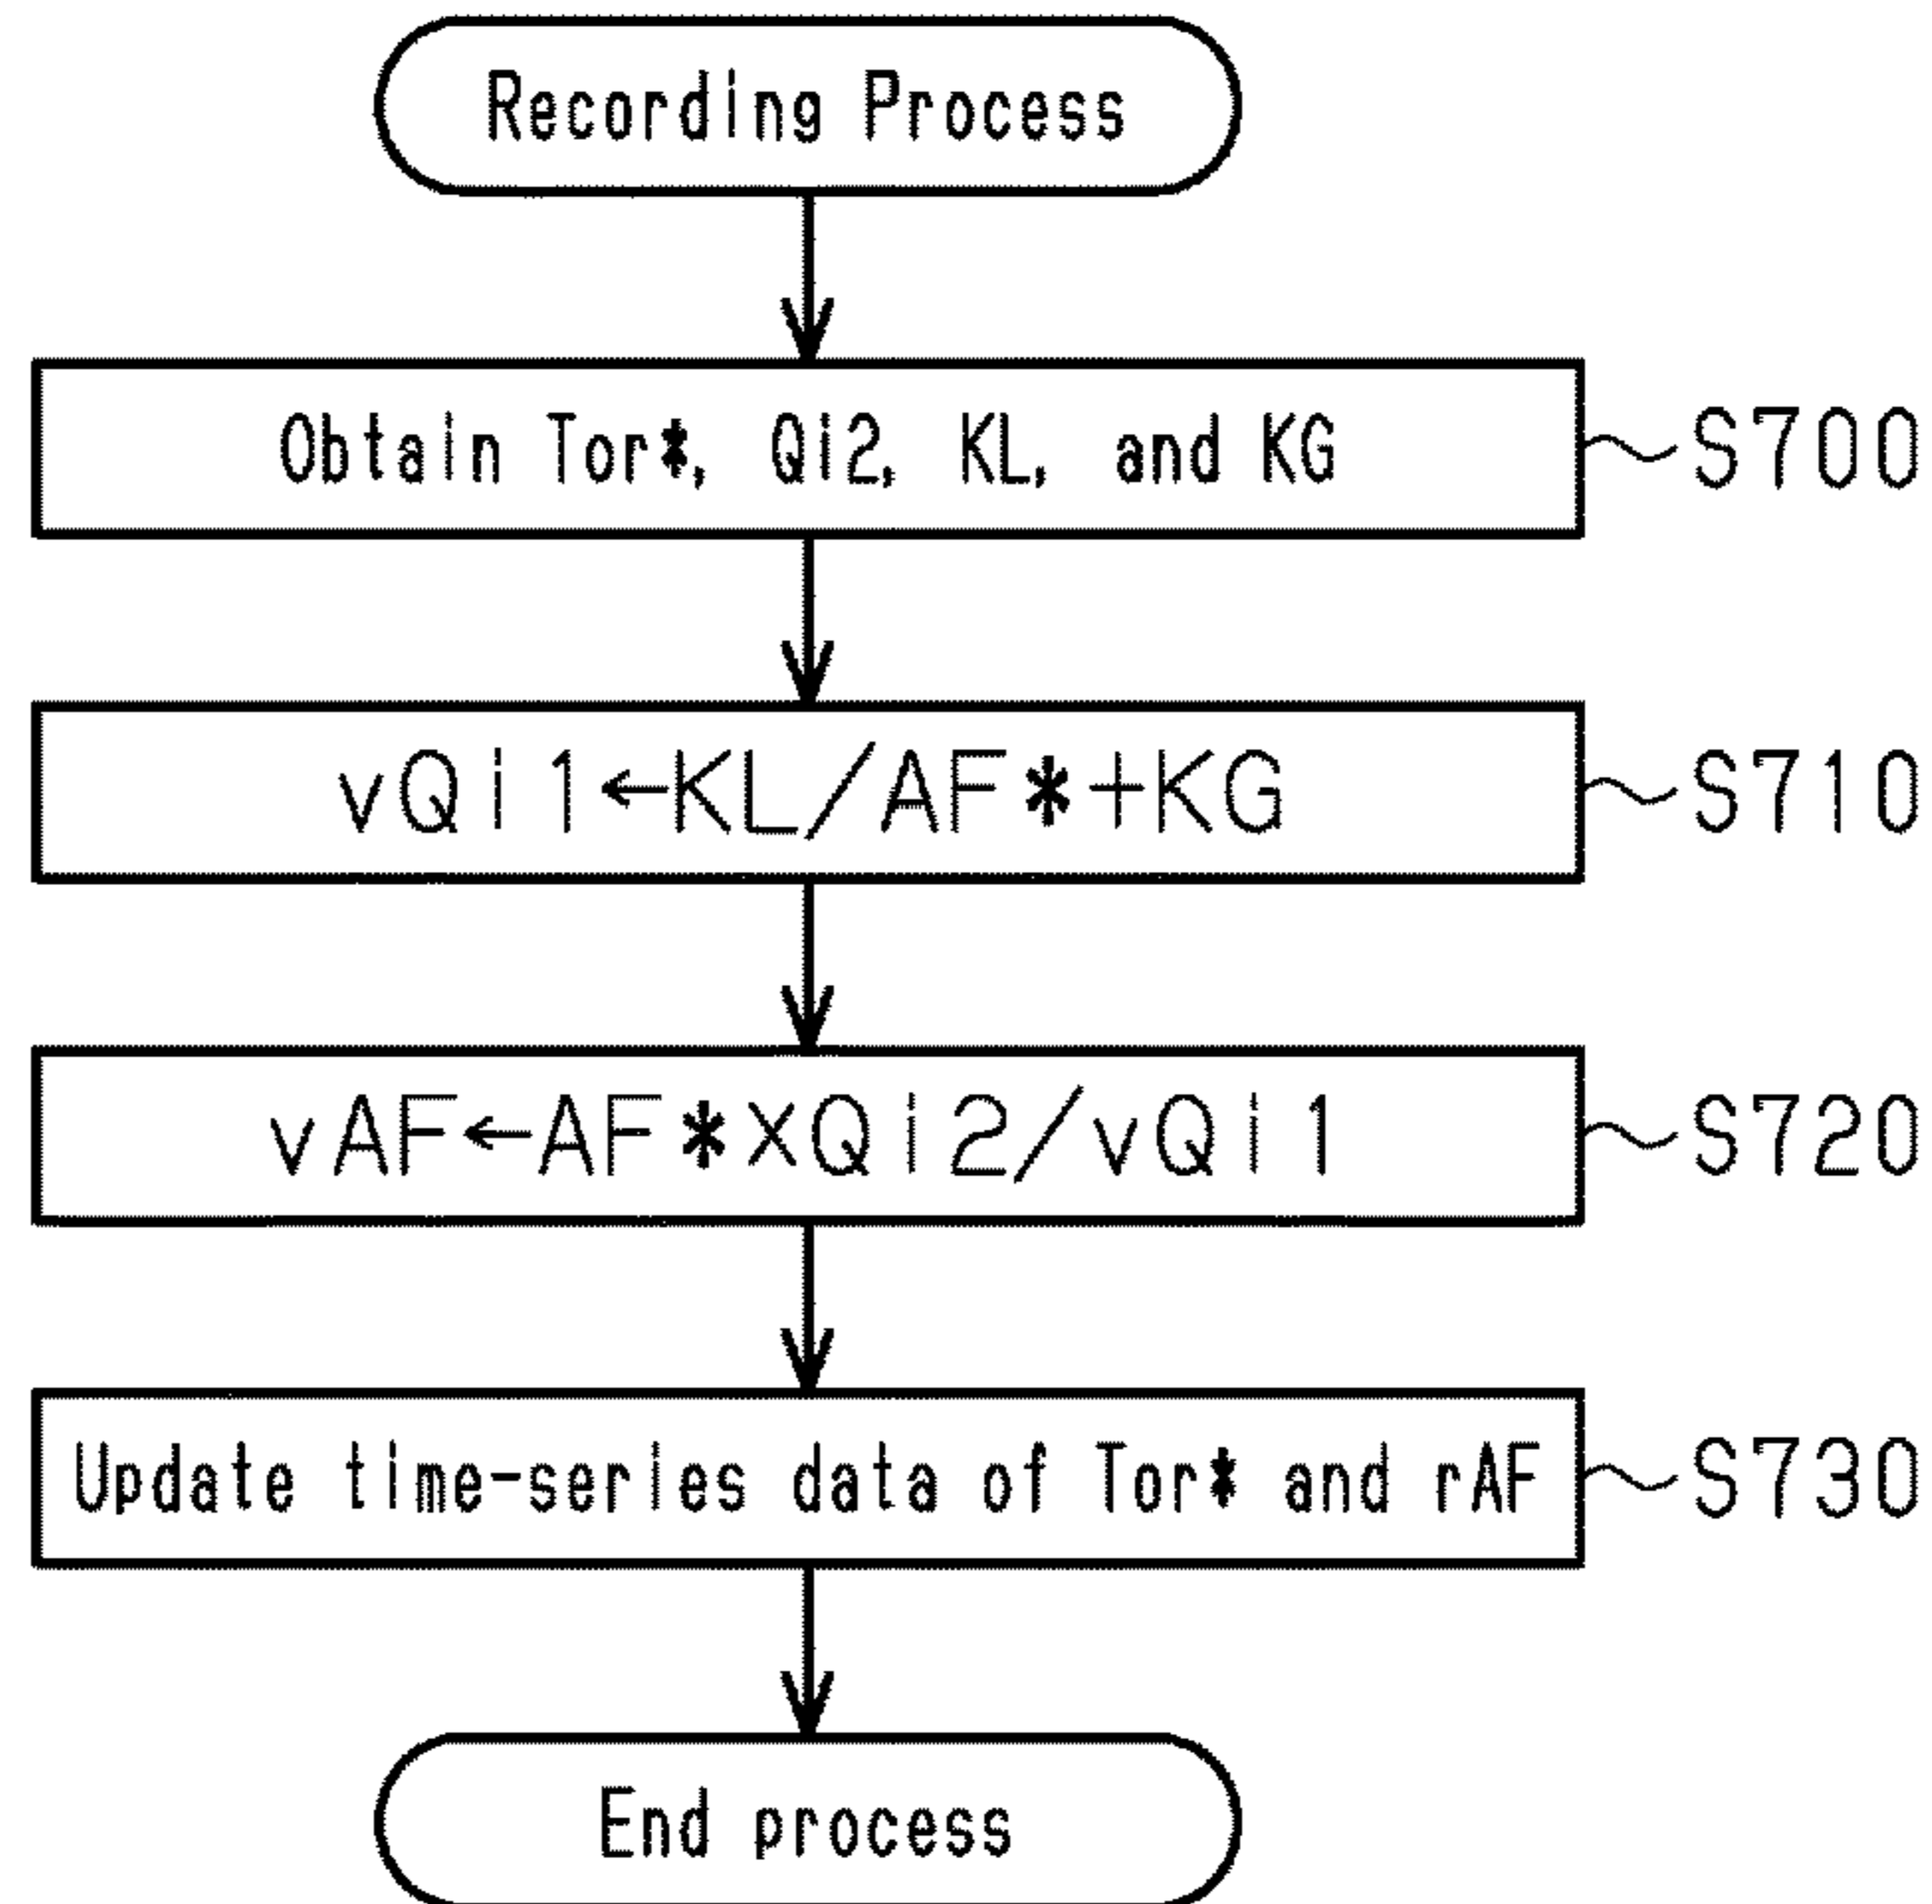 Recording Process
Obtain Tor*, Qi2, KL, and KG
S700
vQi1←KL/AF*+KG
S710
vAF←AF*×Qi2/vQi1
S720
Update time-series data of Tor* and rAF
S730
End process